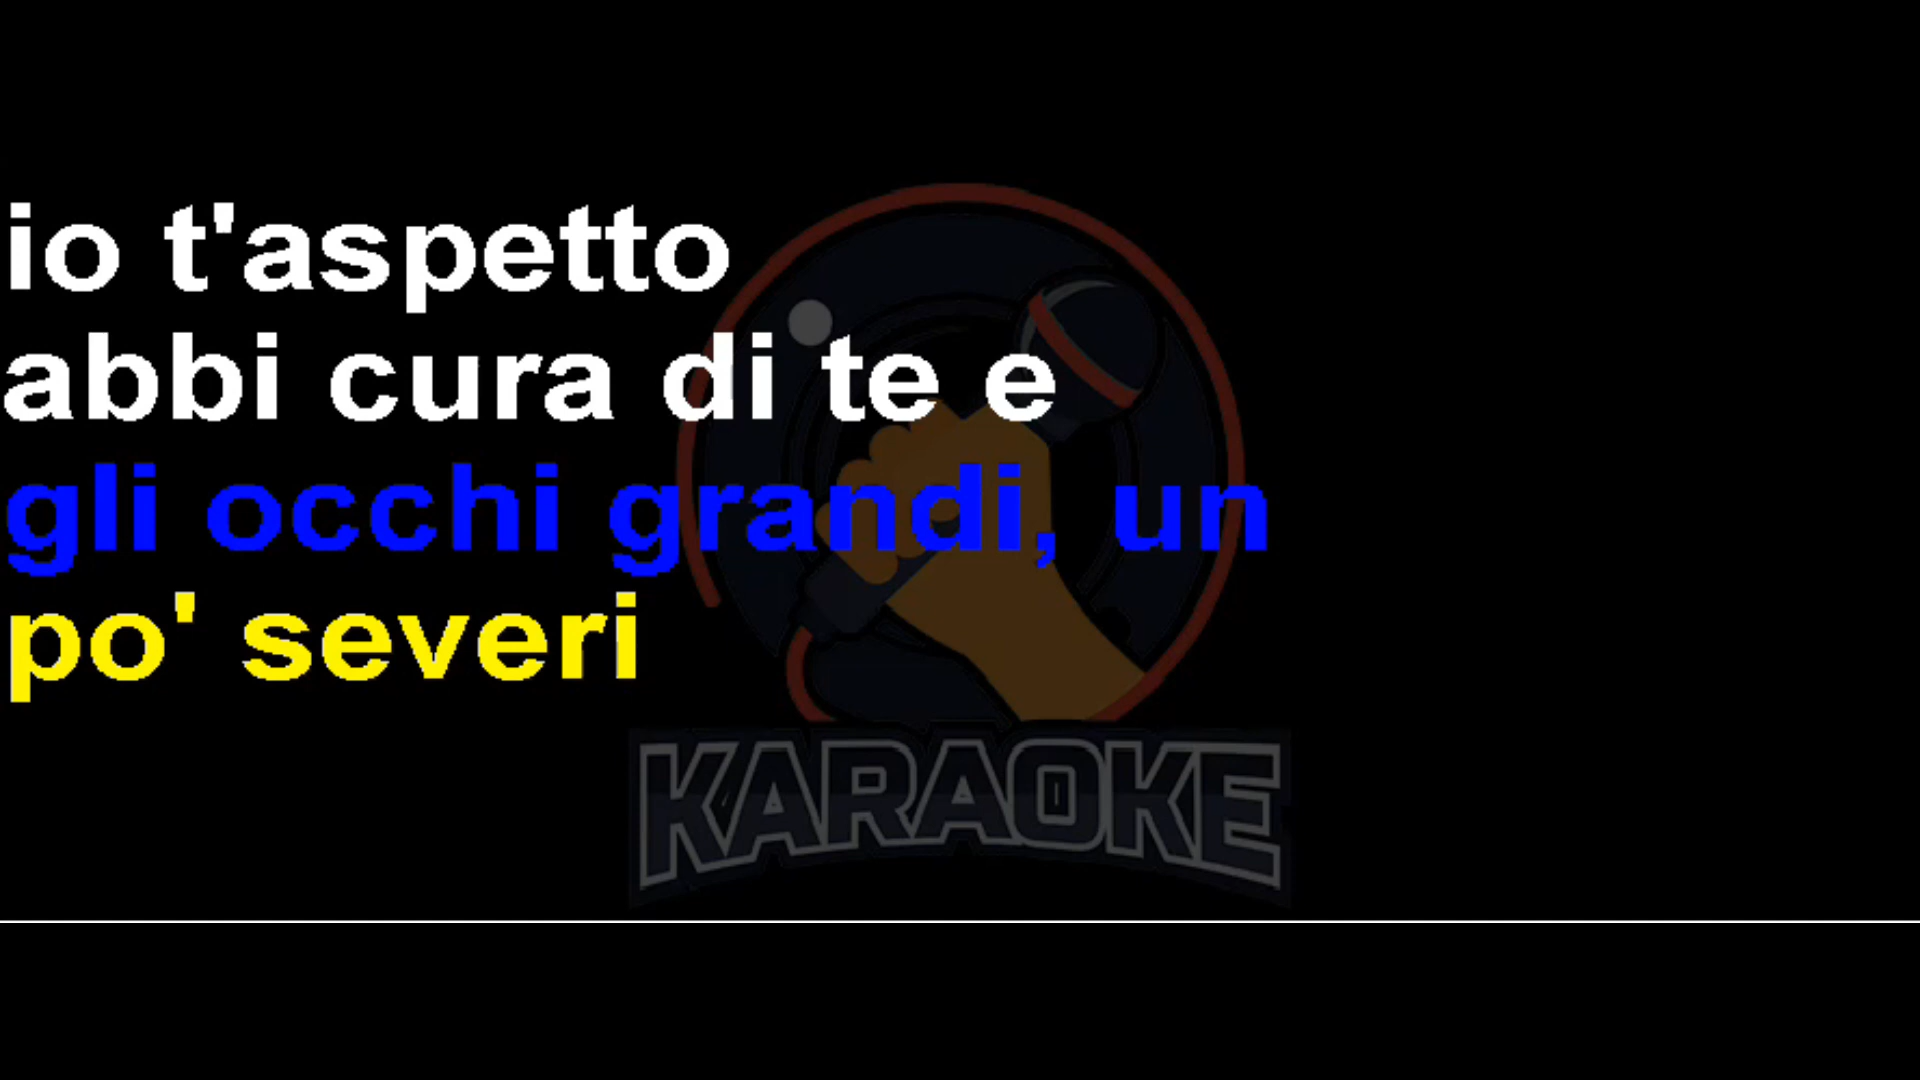 io t'aspetto
abbi cura di te e
gli occhi grandi, un
po' severi
KARAOKE